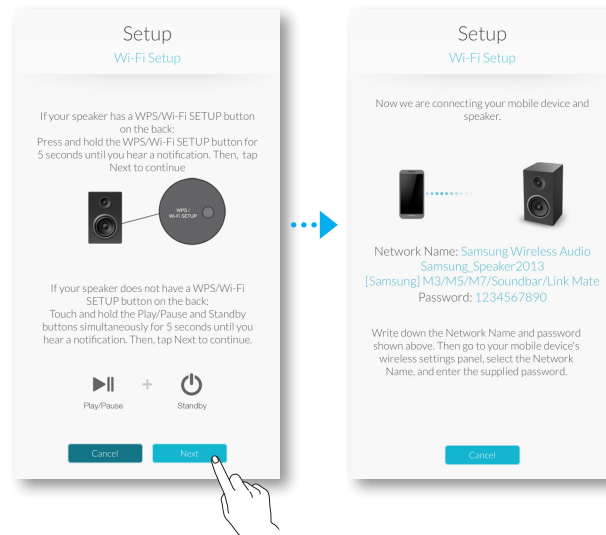 Setup
Wi-Fi Setup
If your speaker has a WPS/Wi-Fi SETUP button
on the back:
Press and hold the WPS/Wi-Fi SETUP button for
5 seconds until you hear a notification. Then, tap
Next to continue
WPS /
Wi-Fi SETUP
If your speaker does not have a WPS/Wi-Fi
SETUP button on the back:
Touch and hold the Play/Pause and Standby
buttons simultaneously for 5 seconds until you
hear a notification. Then, tap Next to continue.
+
Play/Pause
Standby
Cancel
Next
Setup
Wi-Fi Setup
Now we are connecting your mobile device and
speaker.
Network Name: Samsung Wireless Audio
Samsung_Speaker2013
[Samsung] M3/M5/M7/Soundbar/Link Mate
Password: 1234567890
Write down the Network Name and password
shown above. Then go to your mobile device's
wireless settings panel, select the Network
Name, and enter the supplied password.
Cancel